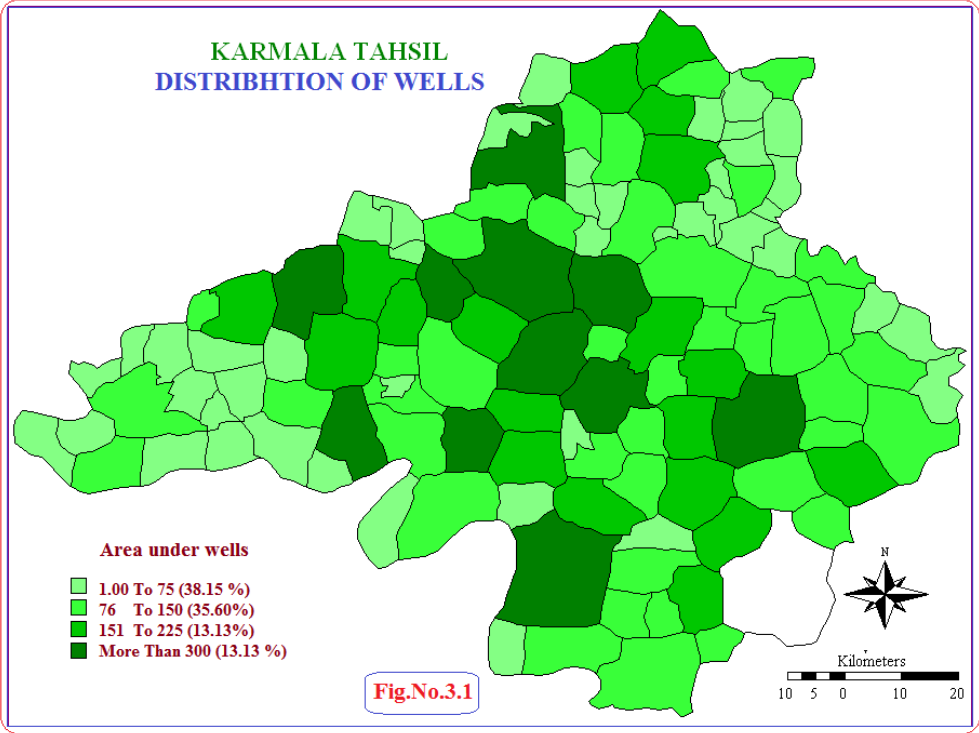 KARMALA TAHSIL
DISTRIBHTION OF WELLS
Area under wells
1.00 To 75 (38.15 %)
76 To 150 (35.60%)
151 To 225 (13.13%)
More Than 300 (13.13 %)
Fig.No.3.1
N
Kilometers
10 5 0 10 20